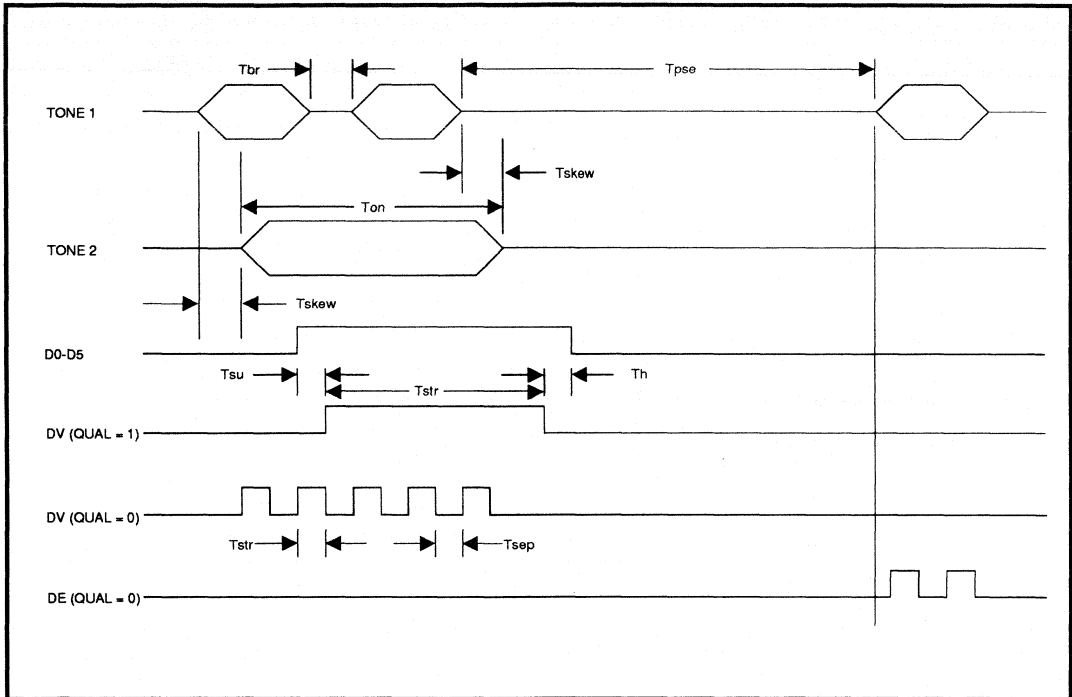 Tbr
Tpse
TONE 1
Tskew
Ton
TONE 2
Tskew
D0-D5
Tsu
Tstr
Th
DV (QUAL = 1)
DV (QUAL = 0)
Tstr
Tsep
DE (QUAL = 0)